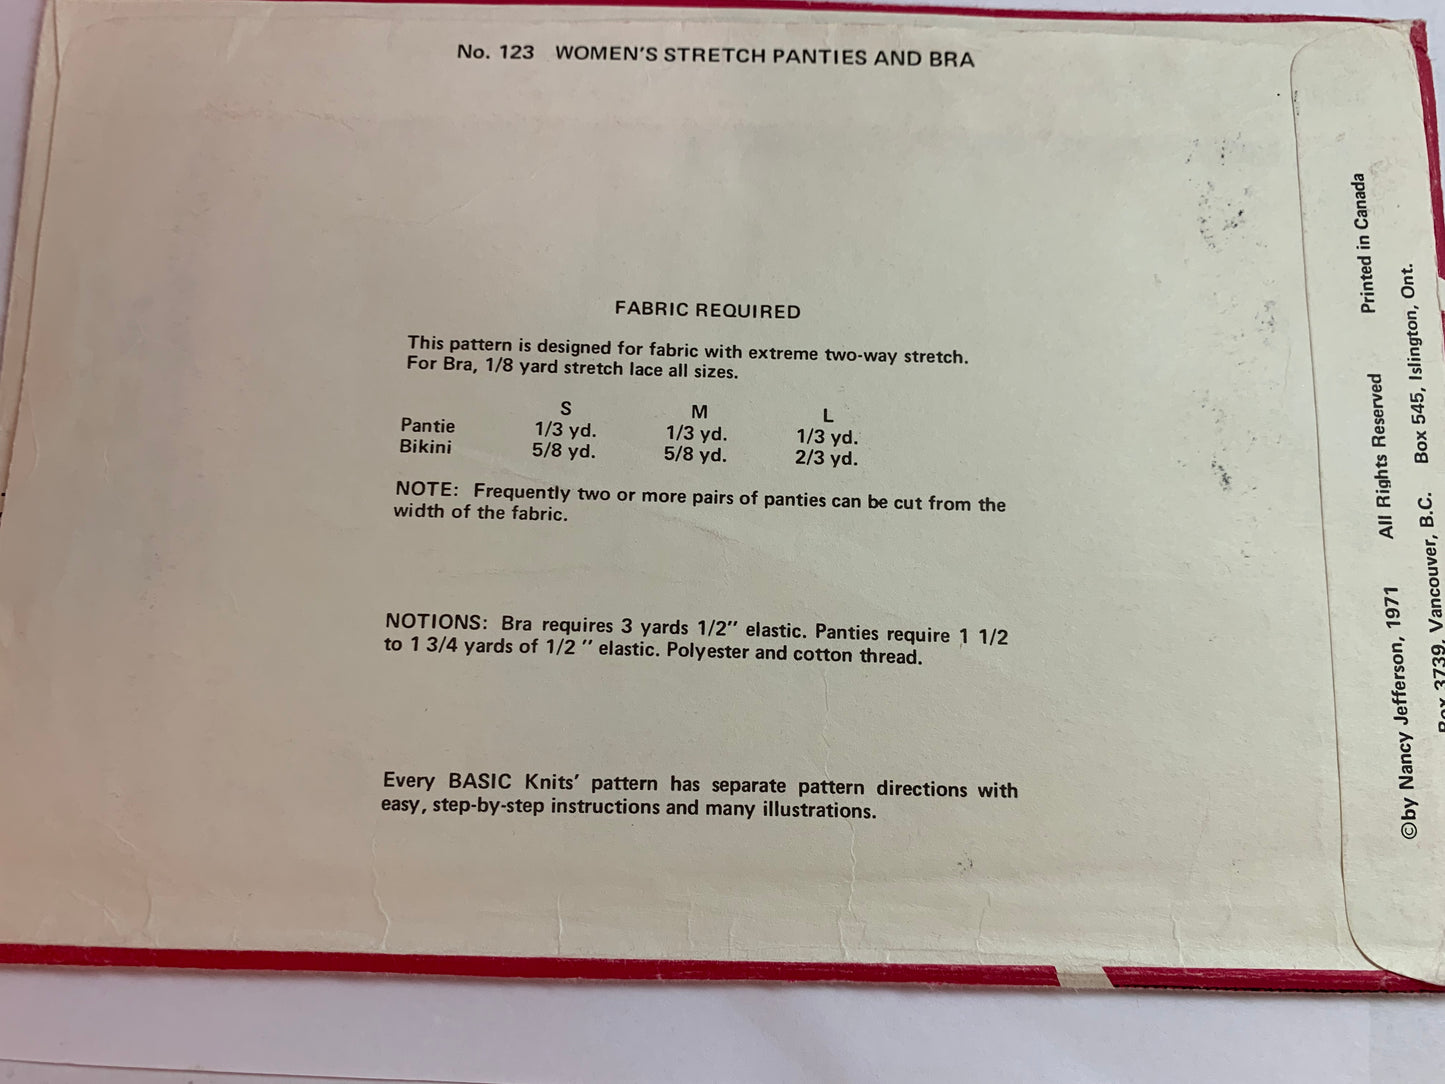 No. 123 WOMEN'S STRETCH PANTIES AND BRA
FABRIC REQUIRED
This pattern is designed for fabric with extreme two-way stretch.
For Bra, 1/8 yard stretch lace all sizes.
S M L
Pantie 1/3 yd. 1/3 yd. 1/3 yd.
Bikini 5/8 yd. 5/8 yd. 2/3 yd.
NOTE: Frequently two or more pairs of panties can be cut from the
width of the fabric.
NOTIONS: Bra requires 3 yards 1/2" elastic. Panties require 1 1/2
to 1 3/4 yards of 1/2 " elastic. Polyester and cotton thread.
Every BASIC Knits' pattern has separate pattern directions with
easy, step-by-step instructions and many illustrations.
©by Nancy Jefferson, 1971 All Rights Reserved Printed in Canada
Box 3739, Vancouver, B.C. Box 545, Islington, Ont.